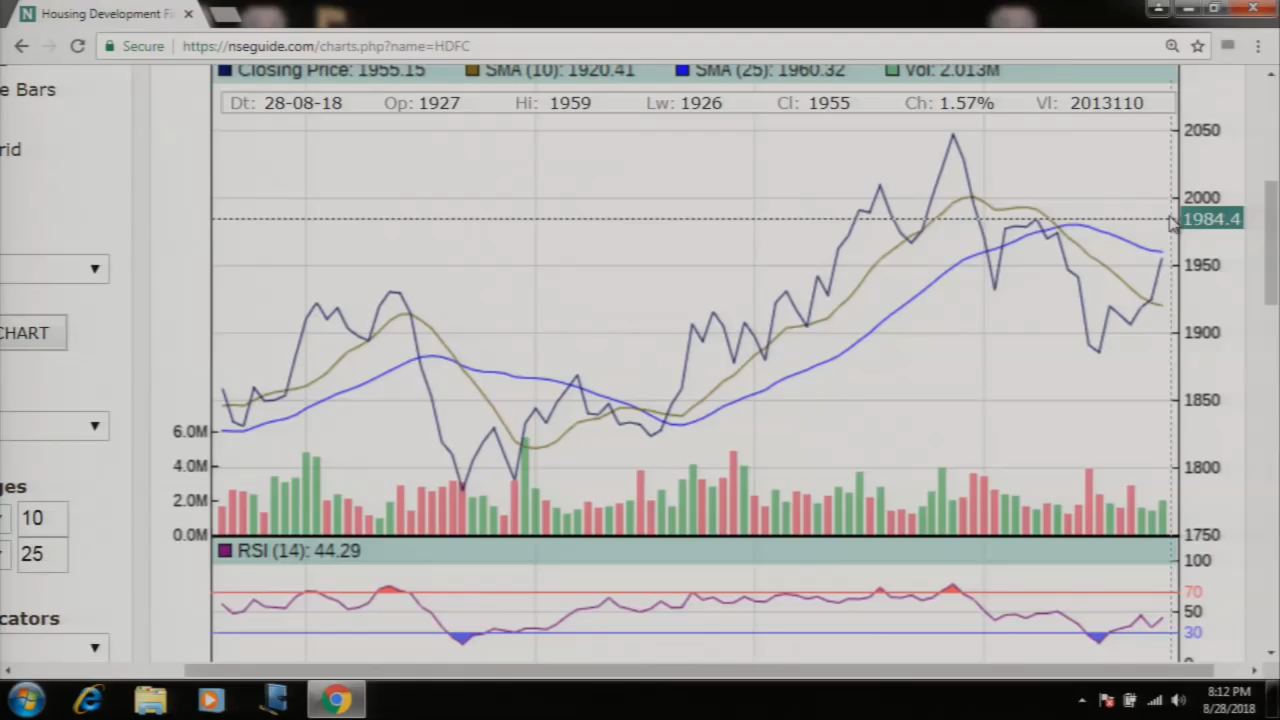 Housing Development Fi
Secure https://nseguide.com/charts.php?name=HDFC
e Bars
rid
CHART
ges
10
25
cators
Closing Price: 1955.15 SMA (10): 1920.41 SMA (25): 1960.32 Vol: 2.013M
Dt: 28-08-18 Op: 1927 Hi: 1959 Lw: 1926 Cl: 1955 Ch: 1.57% Vl: 2013110
2050
2000
1984.4
1950
1900
1850
1800
1750
6.0M
4.0M
2.0M
0.0M
RSI (14): 44.29
100
70
50
30
8:12 PM
8/28/2018